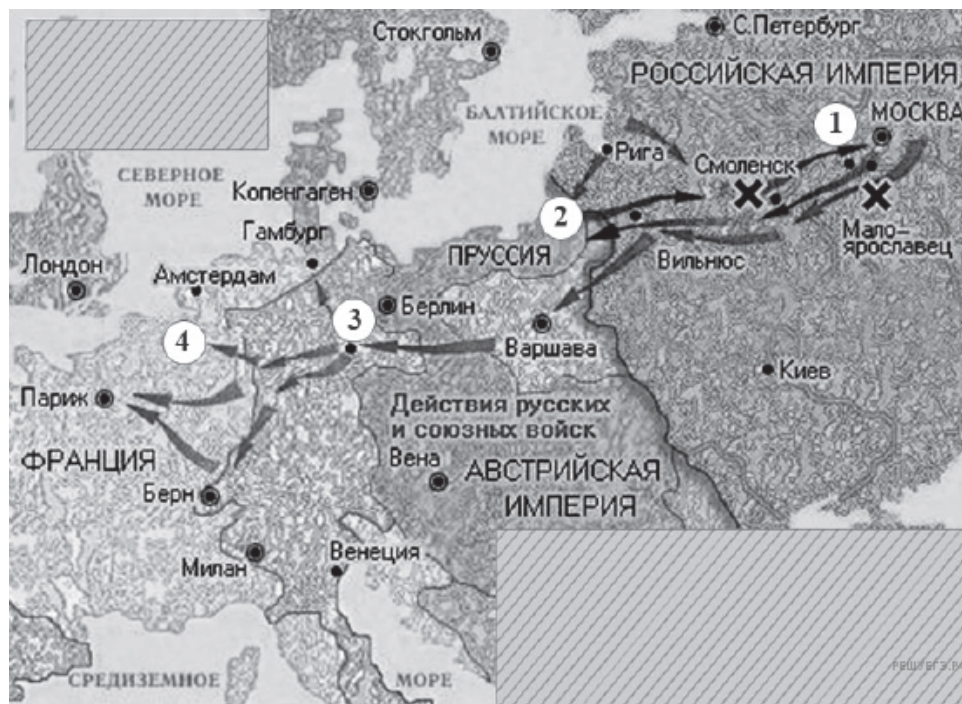 С.Петербург
Стокгольм
РОССИЙСКАЯ ИМПЕРИЯ
1
МОСКВА
БАЛТИЙСКОЕ
МОРЕ
Рига
Смоленск
СЕВЕРНОЕ
МОРЕ
Копенгаген
2
Мало-
ярославец
Гамбург
ПРУССИЯ
Вильнюс
Лондон
Амстердам
Берлин
3
4
Варшава
Киев
Париж
Действия русских
и союзных войск
ФРАНЦИЯ
Вена
АВСТРИЙСКАЯ
ИМПЕРИЯ
Берн
Милан
Венеция
СРЕДИЗЕМНОЕ
МОРЕ